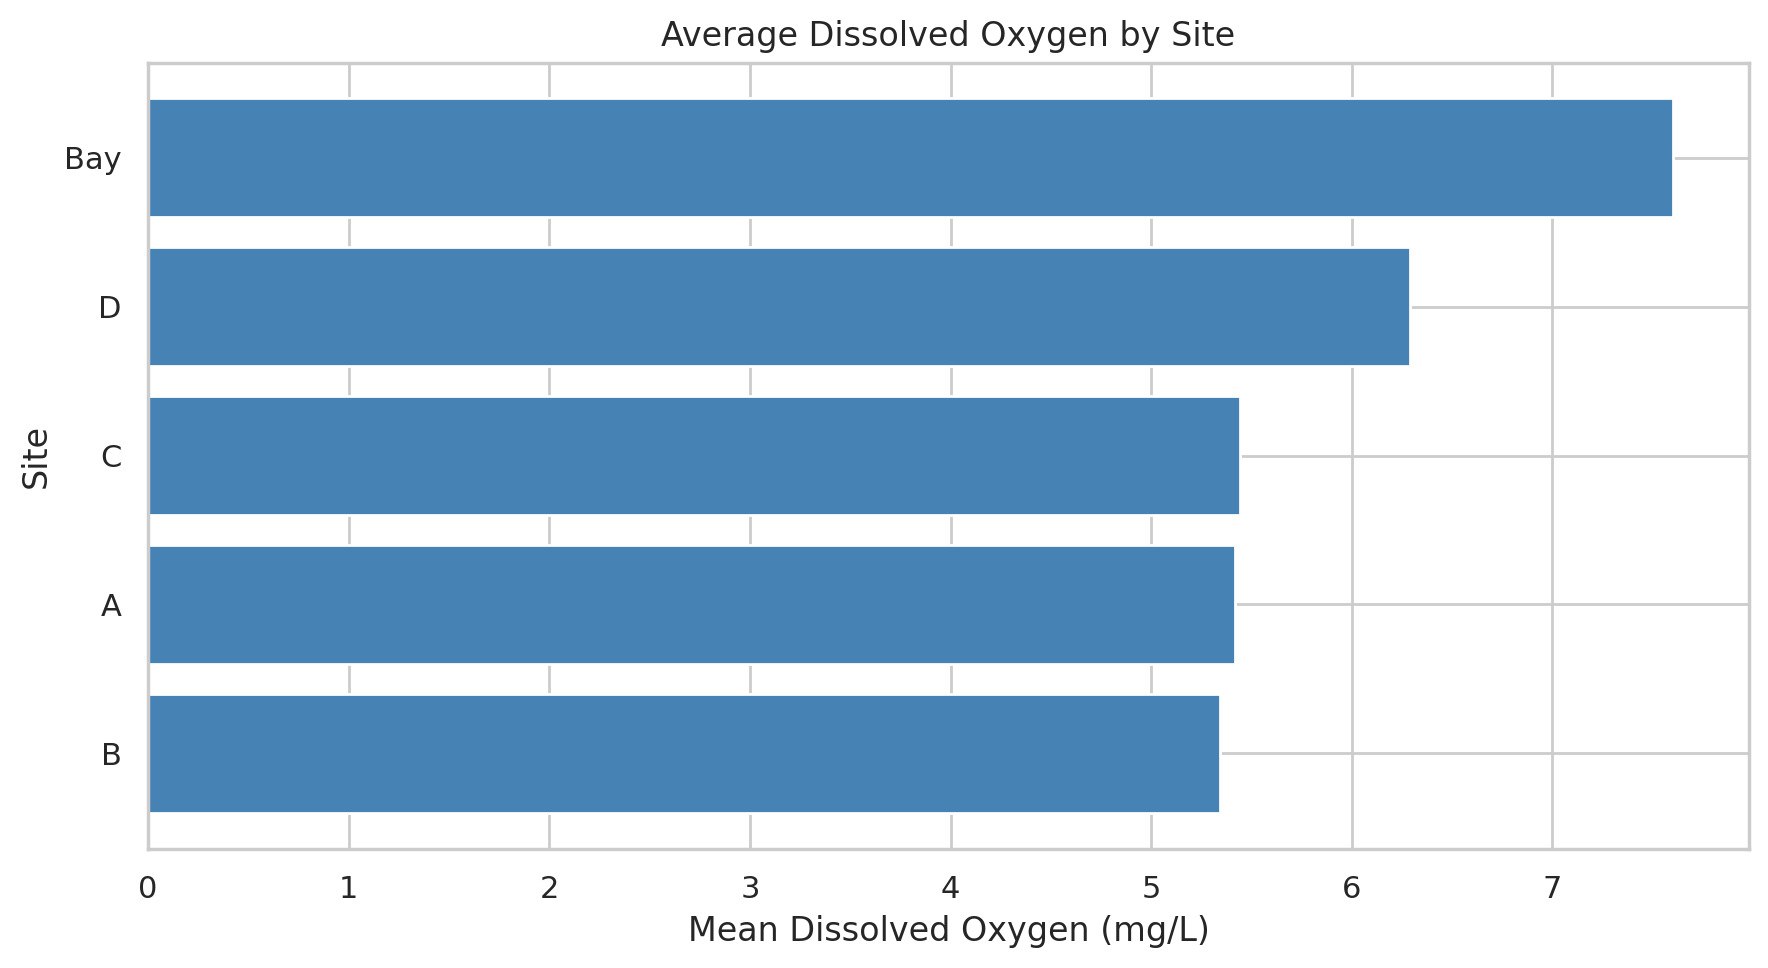 Average Dissolved Oxygen by Site
Bay
D
C
A
B
Site
0 1 2 3 4 5 6 7
Mean Dissolved Oxygen (mg/L)